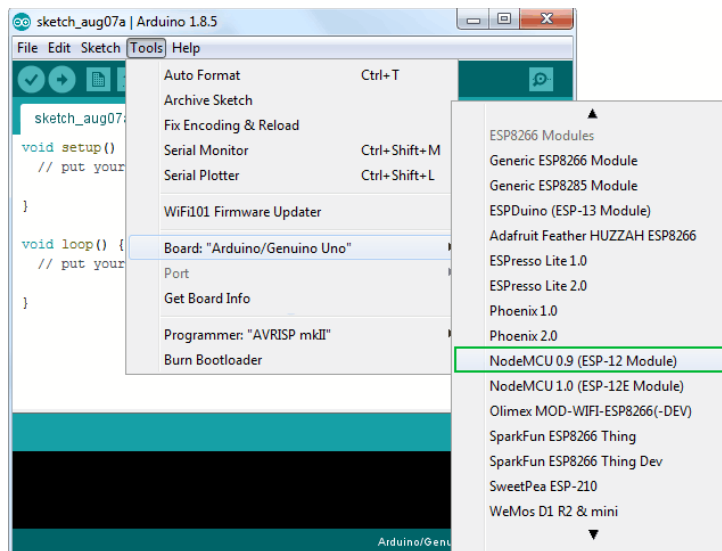 sketch_aug07a | Arduino 1.8.5
File Edit Sketch Tools Help
Auto Format Ctrl+T
Archive Sketch
Fix Encoding & Reload
Serial Monitor Ctrl+Shift+M
Serial Plotter Ctrl+Shift+L
WiFi101 Firmware Updater
Board: "Arduino/Genuino Uno"
Port
Get Board Info
Programmer: "AVRISP mkII"
Burn Bootloader
sketch_aug07a
void setup()
// put your
}
void loop() {
// put your
}
ESP8266 Modules
Generic ESP8266 Module
Generic ESP8285 Module
ESPDuino (ESP-13 Module)
Adafruit Feather HUZZAH ESP8266
ESPresso Lite 1.0
ESPresso Lite 2.0
Phoenix 1.0
Phoenix 2.0
NodeMCU 0.9 (ESP-12 Module)
NodeMCU 1.0 (ESP-12E Module)
Olimex MOD-WIFI-ESP8266(-DEV)
SparkFun ESP8266 Thing
SparkFun ESP8266 Thing Dev
SweetPea ESP-210
WeMos D1 R2 & mini
Arduino/Genu